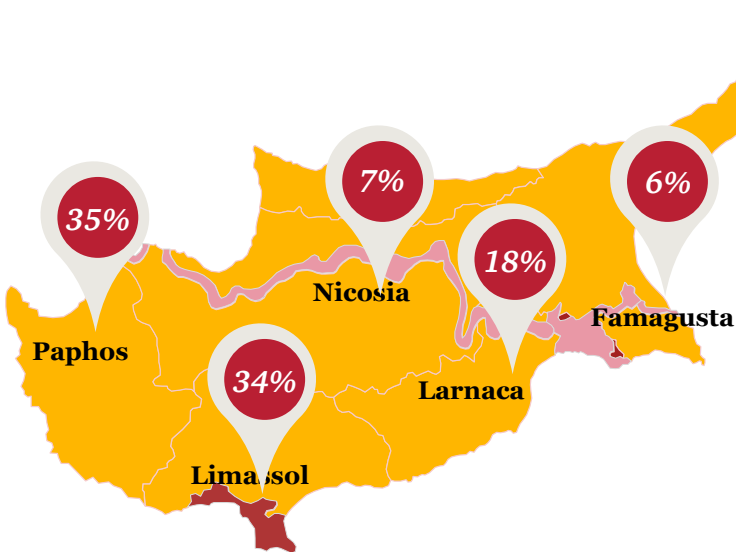 7%
6%
35%
18%
Nicosia
Famagusta
Paphos
34%
Larnaca
Limassol